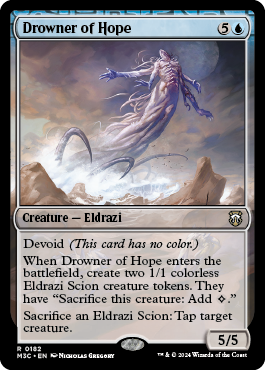 Drowner of Hope 5
Creature — Eldrazi
Devoid (This card has no color.)
When Drowner of Hope enters the
battlefield, create two 1/1 colorless
Eldrazi Scion creature tokens. They
have “Sacrifice this creature: Add .”
Sacrifice an Eldrazi Scion: Tap target
creature.
5/5
R 0182
M3C • EN Nicholas Gregory
™ & © 2024 Wizards of the Coast